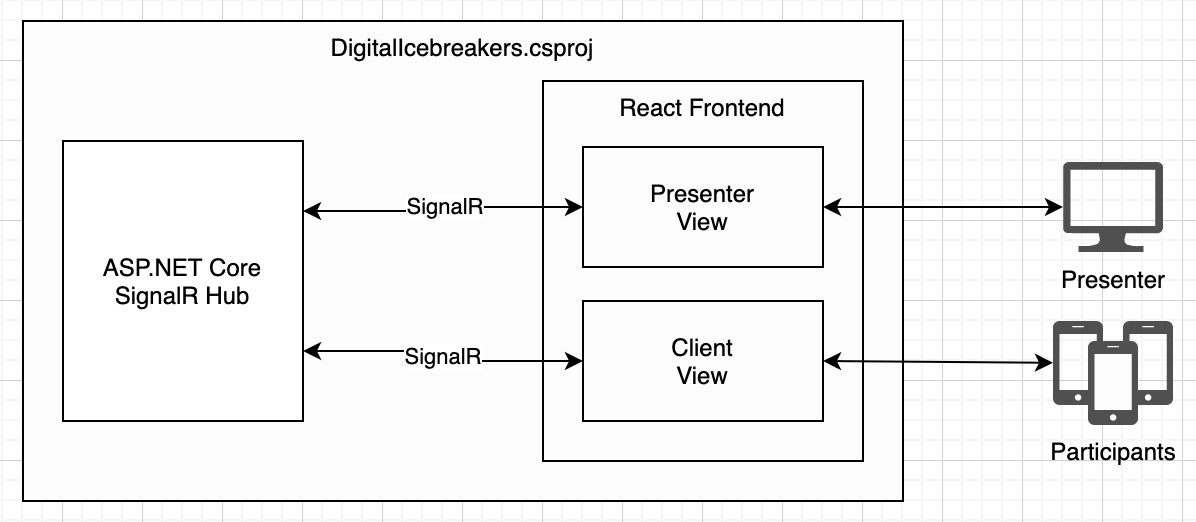 DigitalIcebreakers.csproj
React Frontend
ASP.NET Core
SignalR Hub
SignalR
Presenter
View
Presenter
SignalR
Client
View
Participants